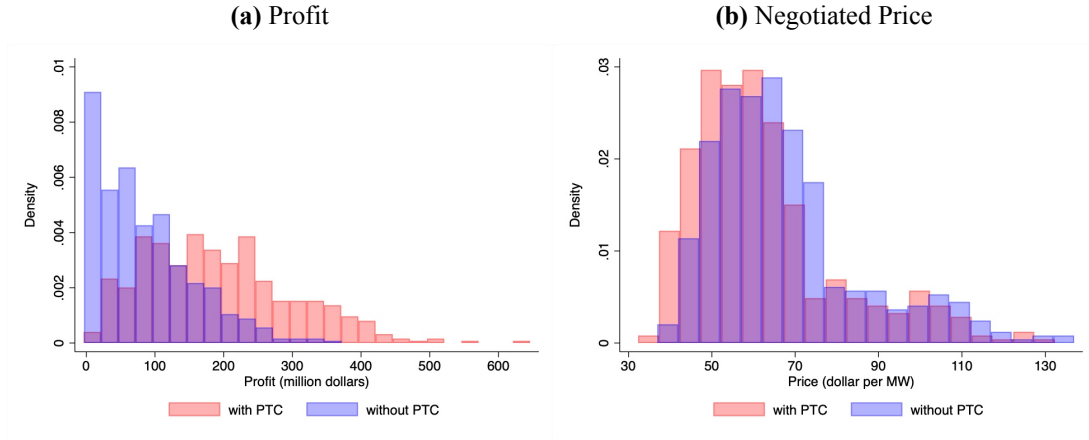 (a) Profit
.01
.008
.006
.004
.002
0
Density
0 100 200 300 400 500 600
Profit (million dollars)
with PTC without PTC
(b) Negotiated Price
.03
.02
.01
0
Density
30 50 70 90 110 130
Price (dollar per MW)
with PTC without PTC